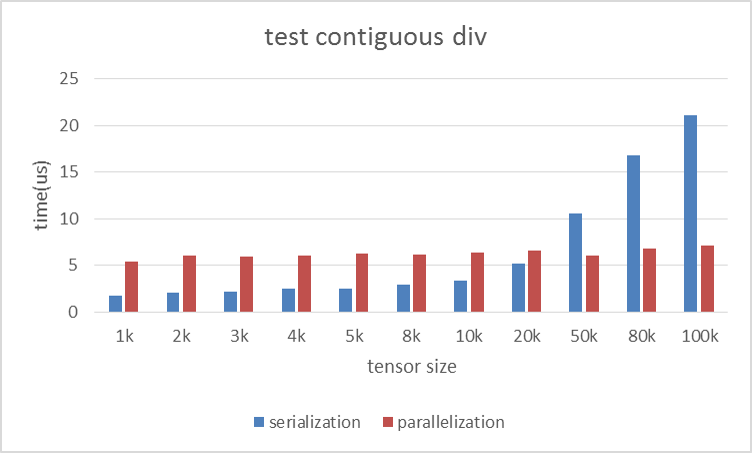 test contiguous div
25
20
15
10
5
0
time(us)
1k 2k 3k 4k 5k 8k 10k 20k 50k 80k 100k
tensor size
serialization parallelization